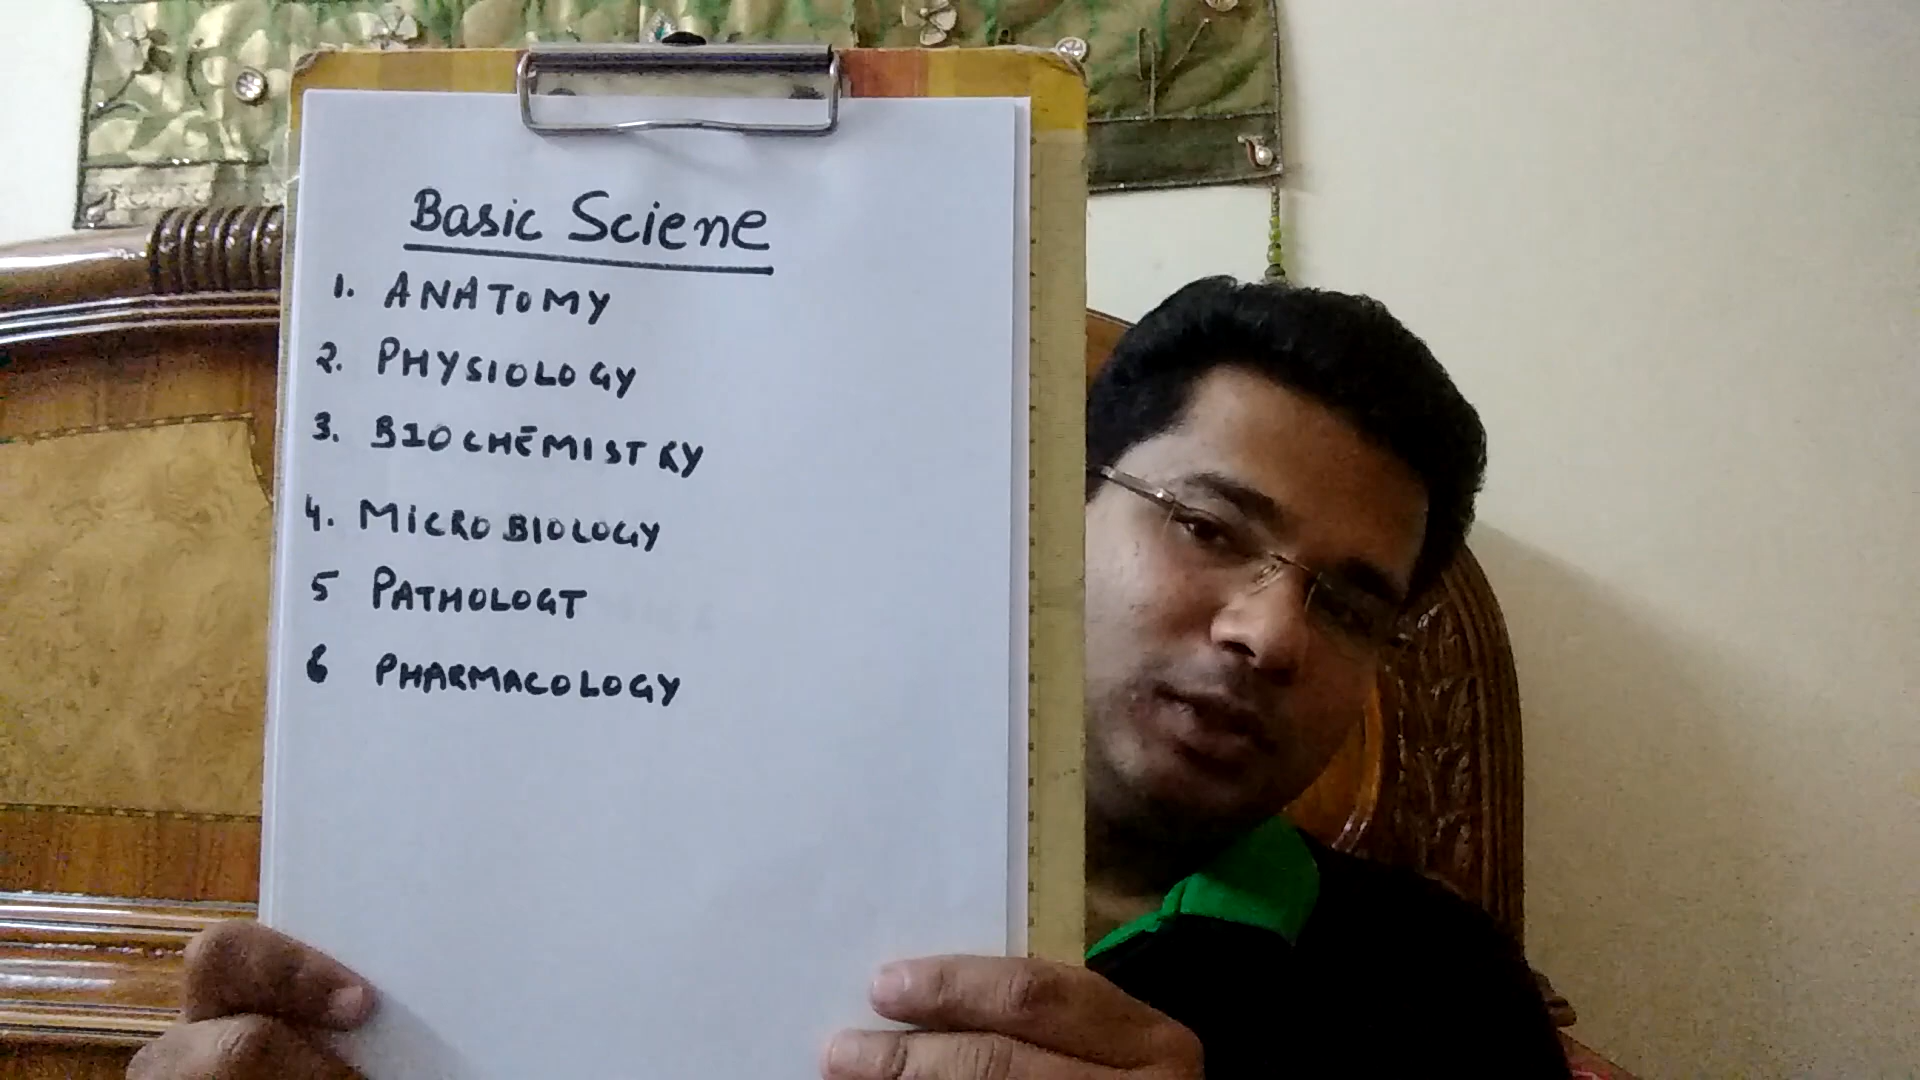 Basic Sciene
1. ANATOMY
2. PHYSIOLOGY
3. BIOCHEMISTRY
4. MICROBIOLOGY
5 PATHOLOGT
6 PHARMACOLOGY